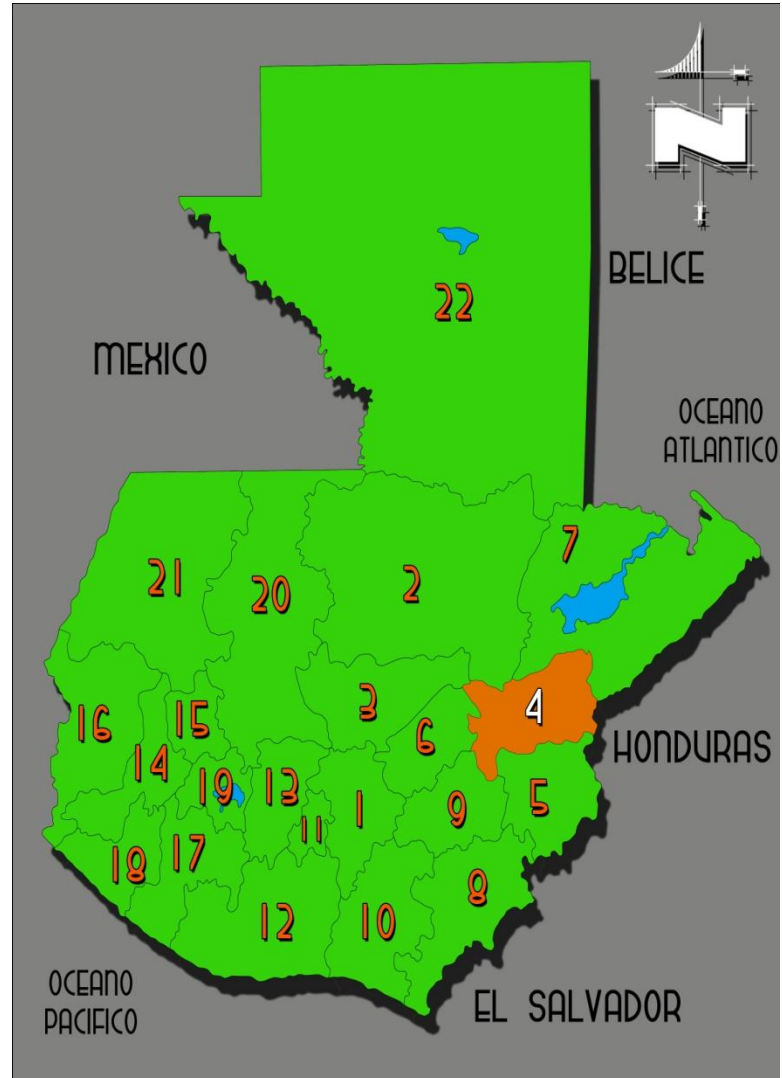 N
BELICE
22
MEXICO
OCEANO
ATLANTICO
7
21
20
2
3
4
16
15
6
HONDURAS
14
19
13
5
1
9
11
18
17
8
12
10
OCEANO
PACIFICO
EL SALVADOR